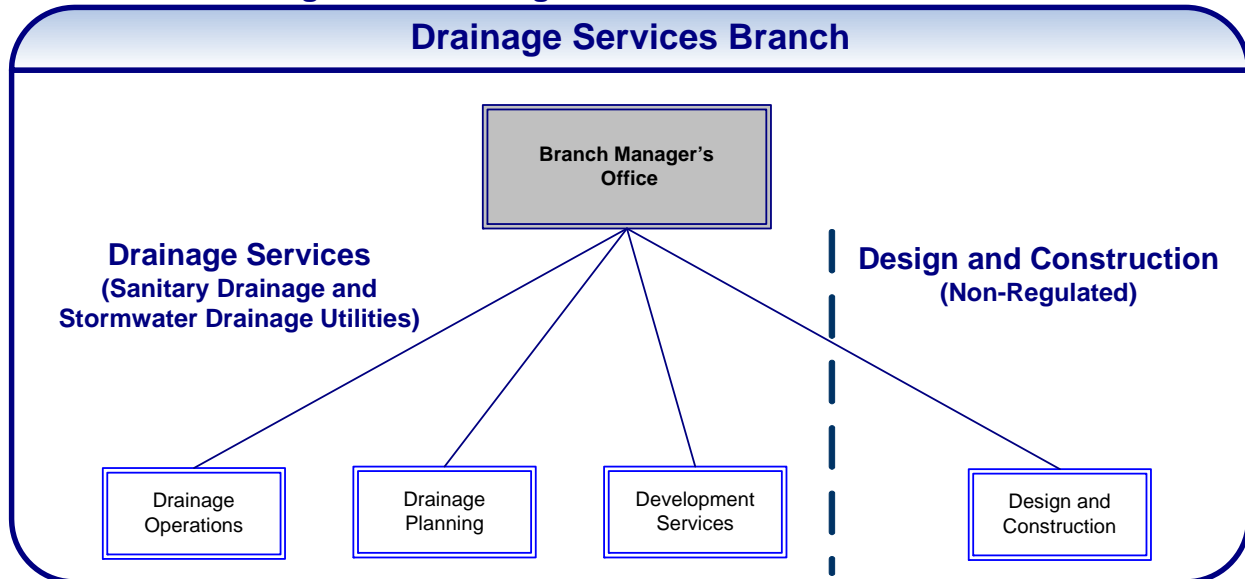 Drainage Services Branch
Branch Manager’s
Office
Drainage Services
(Sanitary Drainage and
Stormwater Drainage Utilities)
Design and Construction
(Non-Regulated)
Drainage
Operations
Drainage
Planning
Development
Services
Design and
Construction